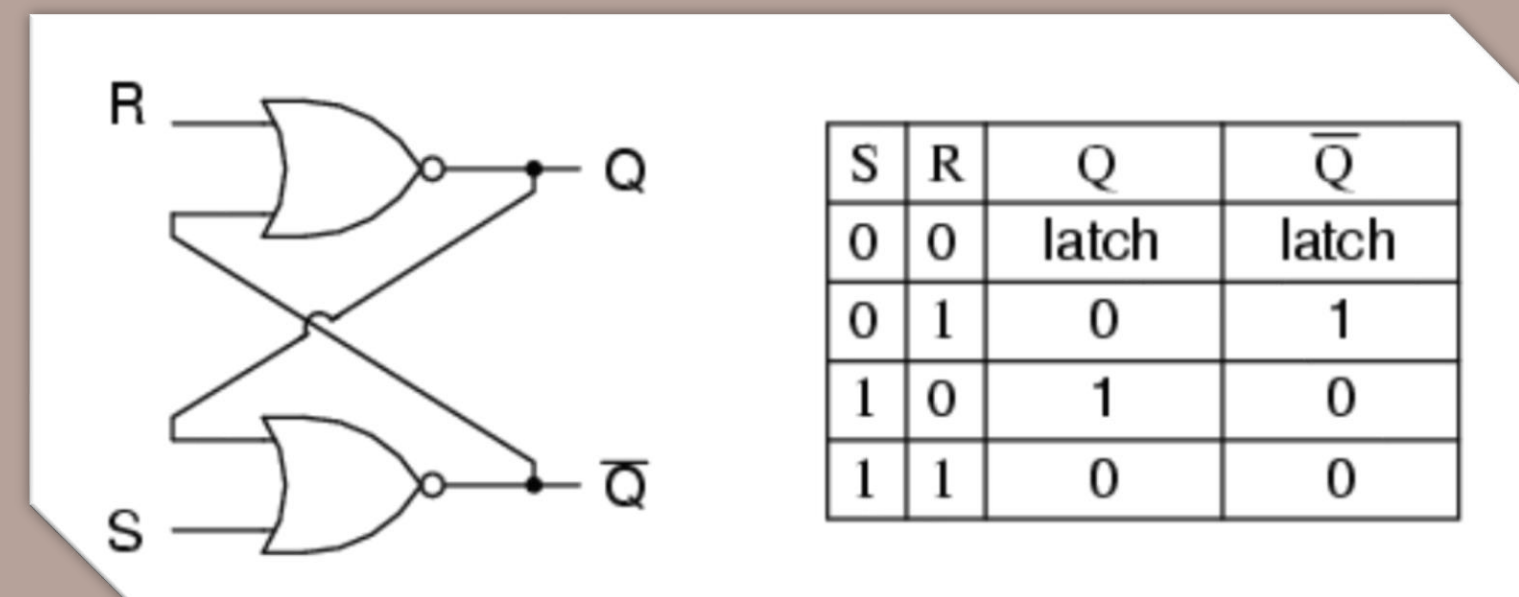 R
Q
Q̅
S
S R Q Q̅
0 0 latch latch
0 1 0 1
1 0 1 0
1 1 0 0